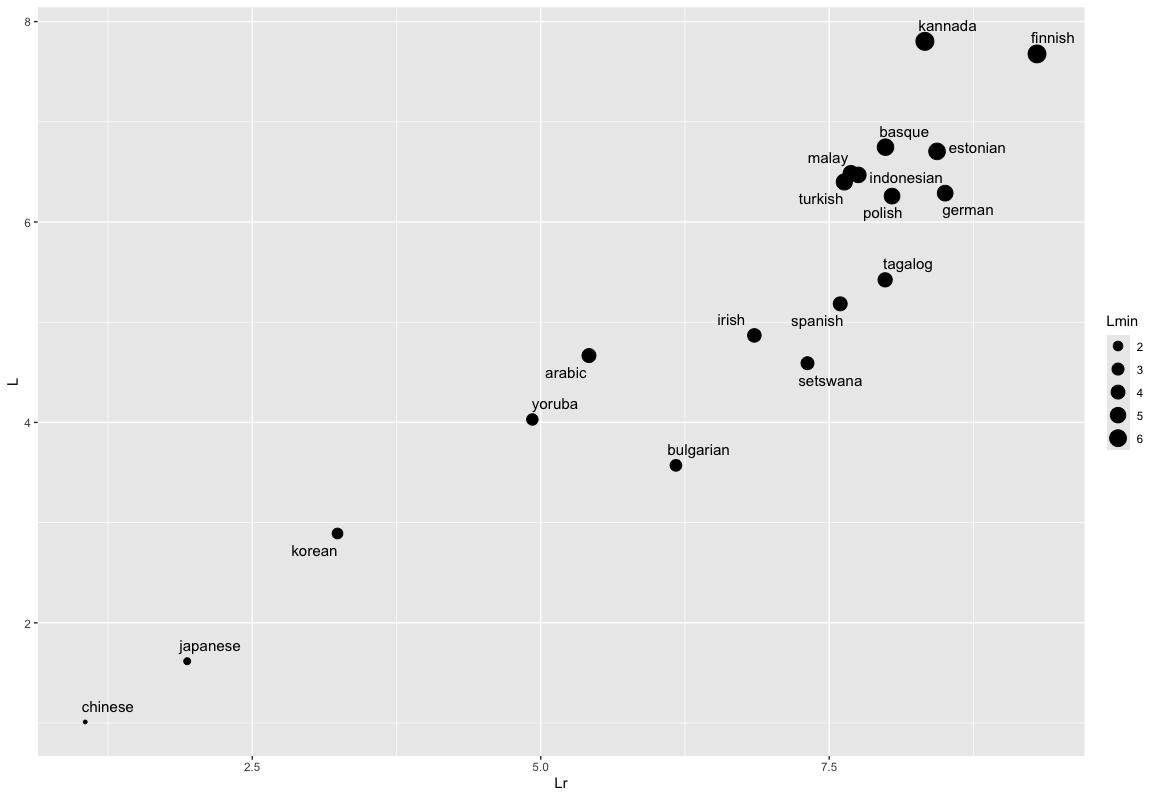 8
kannada
finnish
basque
estonian
malay
indonesian
turkish
polish
german
6
tagalog
irish
spanish
arabic
setswana
yoruba
4
bulgarian
korean
2
japanese
chinese
L
2.5
5.0
7.5
Lr
Lmin
2
3
4
5
6